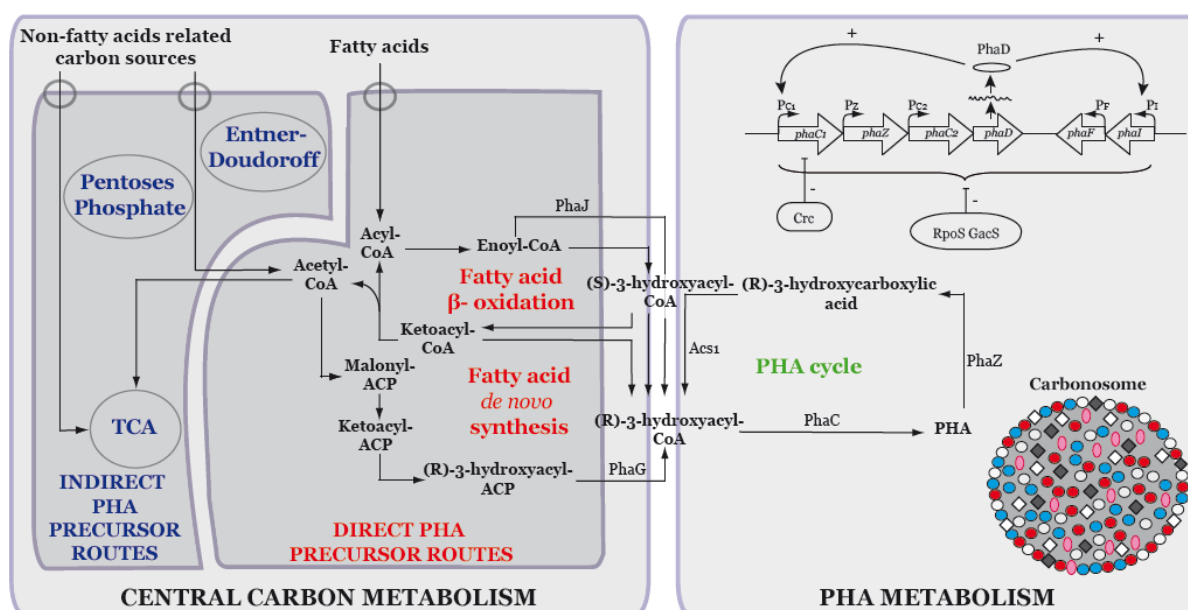 Non-fatty acids related
carbon sources
Fatty acids
Entner-
Doudoroff
Pentoses
Phosphate
Acyl-
CoA
Enoyl-CoA
PhaJ
Acetyl-
CoA
Fatty acid
β- oxidation
(S)-3-hydroxyacyl-
CoA
Ketoacyl-
CoA
Malonyl-
ACP
Fatty acid
de novo
synthesis
Ketoacyl-
ACP
(R)-3-hydroxyacyl-
CoA
(R)-3-hydroxyacyl-
ACP
PhaG
TCA
INDIRECT
PHA
PRECURSOR
ROUTES
DIRECT PHA
PRECURSOR ROUTES
CENTRAL CARBON METABOLISM
+
PhaD
+
PC1
PZ
PC2
PF
PI
phaC1
phaZ
phaC2
phaD
phaF
phaI
-
-
Crc
RpoS GacS
(R)-3-hydroxycarboxylic
acid
Acs1
PHA cycle
PhaZ
PhaC
PHA
Carbonosome
PHA METABOLISM